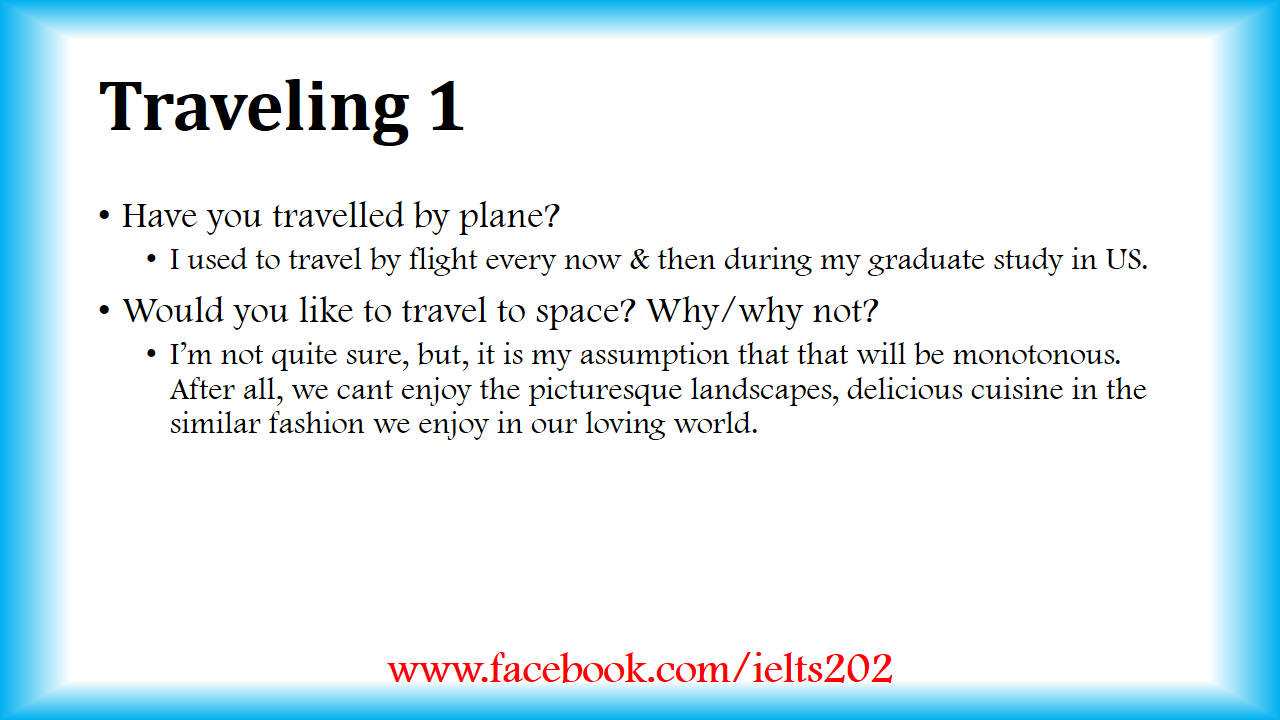 Traveling 1
• Have you travelled by plane?
• I used to travel by flight every now & then during my graduate study in US.
• Would you like to travel to space? Why/why not?
• I'm not quite sure, but, it is my assumption that that will be monotonous.
After all, we cant enjoy the picturesque landscapes, delicious cuisine in the
similar fashion we enjoy in our loving world.
www.facebook.com/ielts202